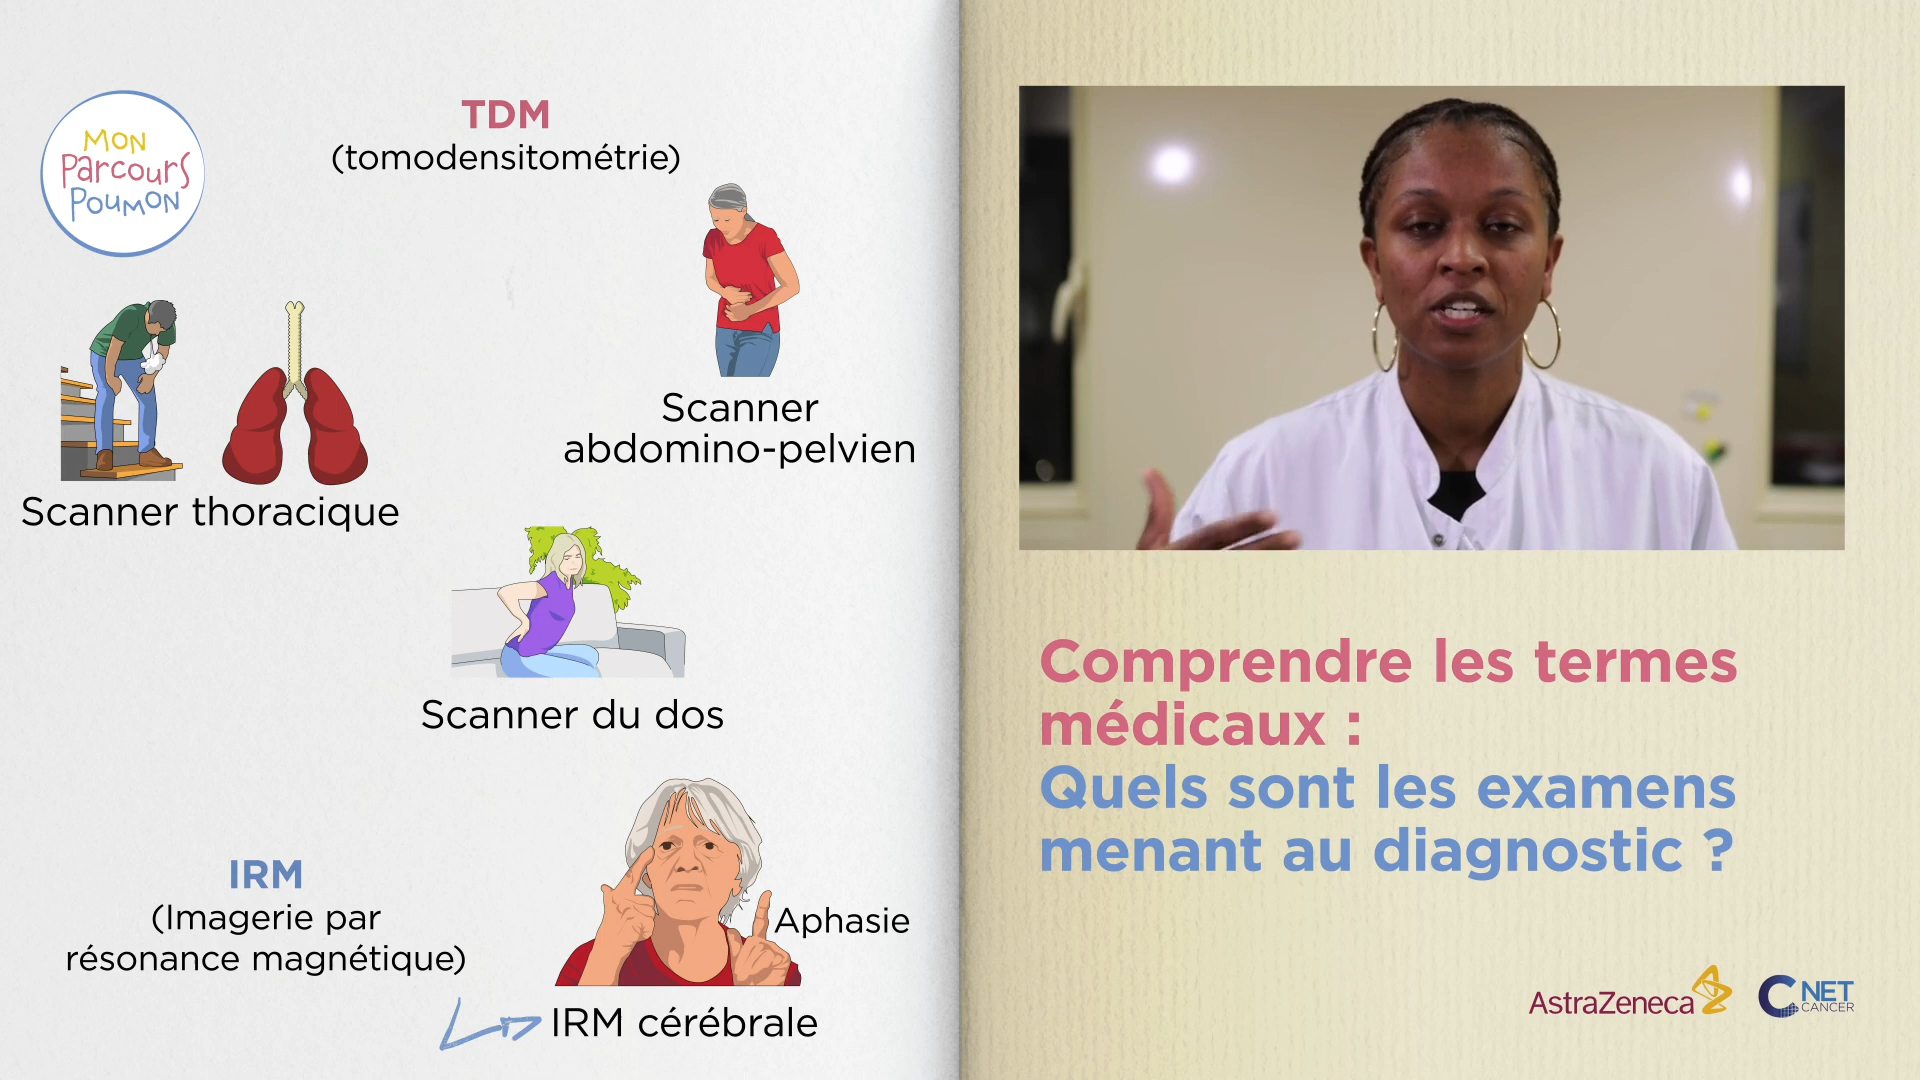 MON
Parcours
POUMON
TDM
(tomodensitométrie)
Scanner
abdomino-pelvien
Scanner thoracique
Scanner du dos
IRM
(Imagerie par
résonance magnétique)
Aphasie
IRM cérébrale
Comprendre les termes
médicaux :
Quels sont les examens
menant au diagnostic ?
AstraZeneca
C NET
CANCER